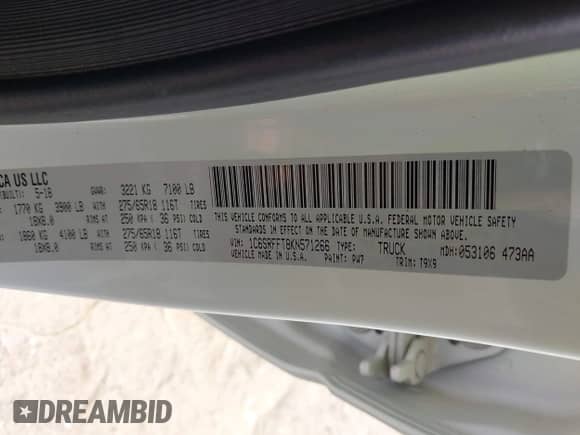 CA US LLC
(BUILT): 5-18 GVWR: 3221 KG 7100 LB
1770 KG 3900 LB WITH 275/65R18 116T TIRES
18X8.0 RIMS AT 250 KPA ( 36 PSI) COLD
1860 KG 4100 LB WITH 275/65R18 116T TIRES
18X8.0 RIMS AT 250 KPA ( 36 PSI) COLD
THIS VEHICLE CONFORMS TO ALL APPLICABLE U.S.A. FEDERAL MOTOR VEHICLE SAFETY
STANDARDS IN EFFECT ON THE DATE OF MANUFACTURE SHOWN ABOVE.
VIN: 1C6SRFFT8KN571266 TYPE: TRUCK MDH: 053106 473AA
VEHICLE MADE IN U.S.A. PAINT: PW7 TRIM: T9X9
DREAMBID